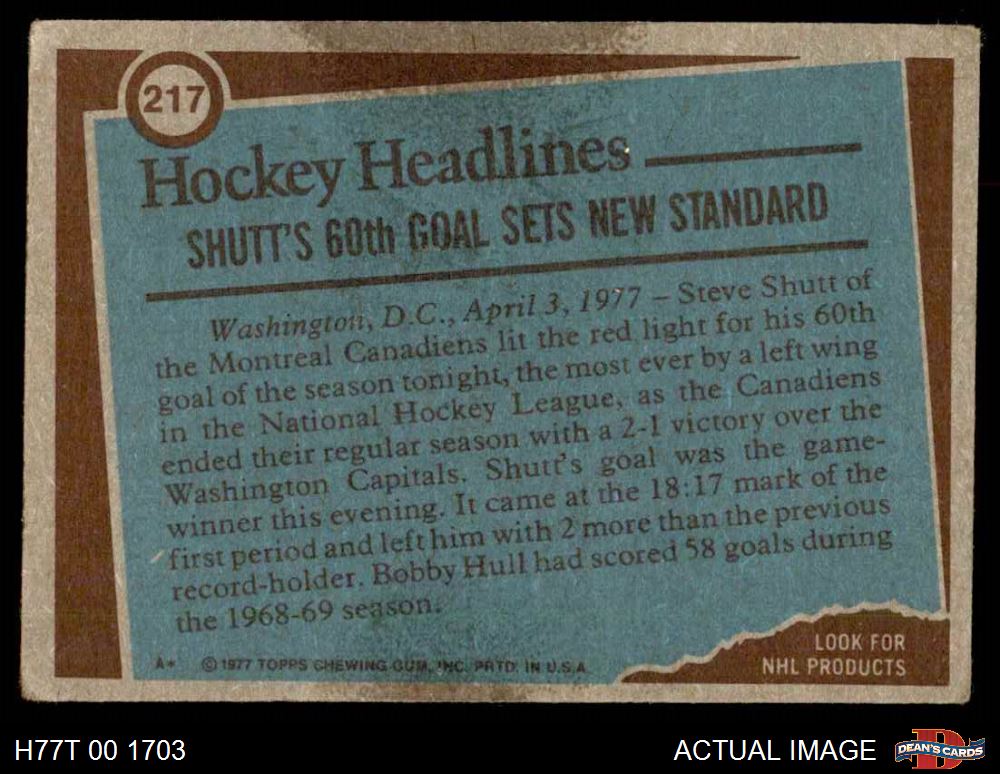 217
Hockey Headlines
SHUTT'S 60th GOAL SETS NEW STANDARD
Washington, D.C., April 3, 1977 – Steve Shutt of
the Montreal Canadiens lit the red light for his 60th
goal of the season tonight, the most ever by a left wing
in the National Hockey League, as the Canadiens
ended their regular season with a 2-1 victory over the
Washington Capitals. Shutt's goal was the game-
winner this evening. It came at the 18:17 mark of the
first period and left him with 2 more than the previous
record-holder. Bobby Hull had scored 58 goals during
the 1968-69 season.
A* © 1977 TOPPS CHEWING GUM, INC. PRTD. IN U.S.A.
LOOK FOR
NHL PRODUCTS
H77T 00 1703
ACTUAL IMAGE
D
DEAN'S CARDS